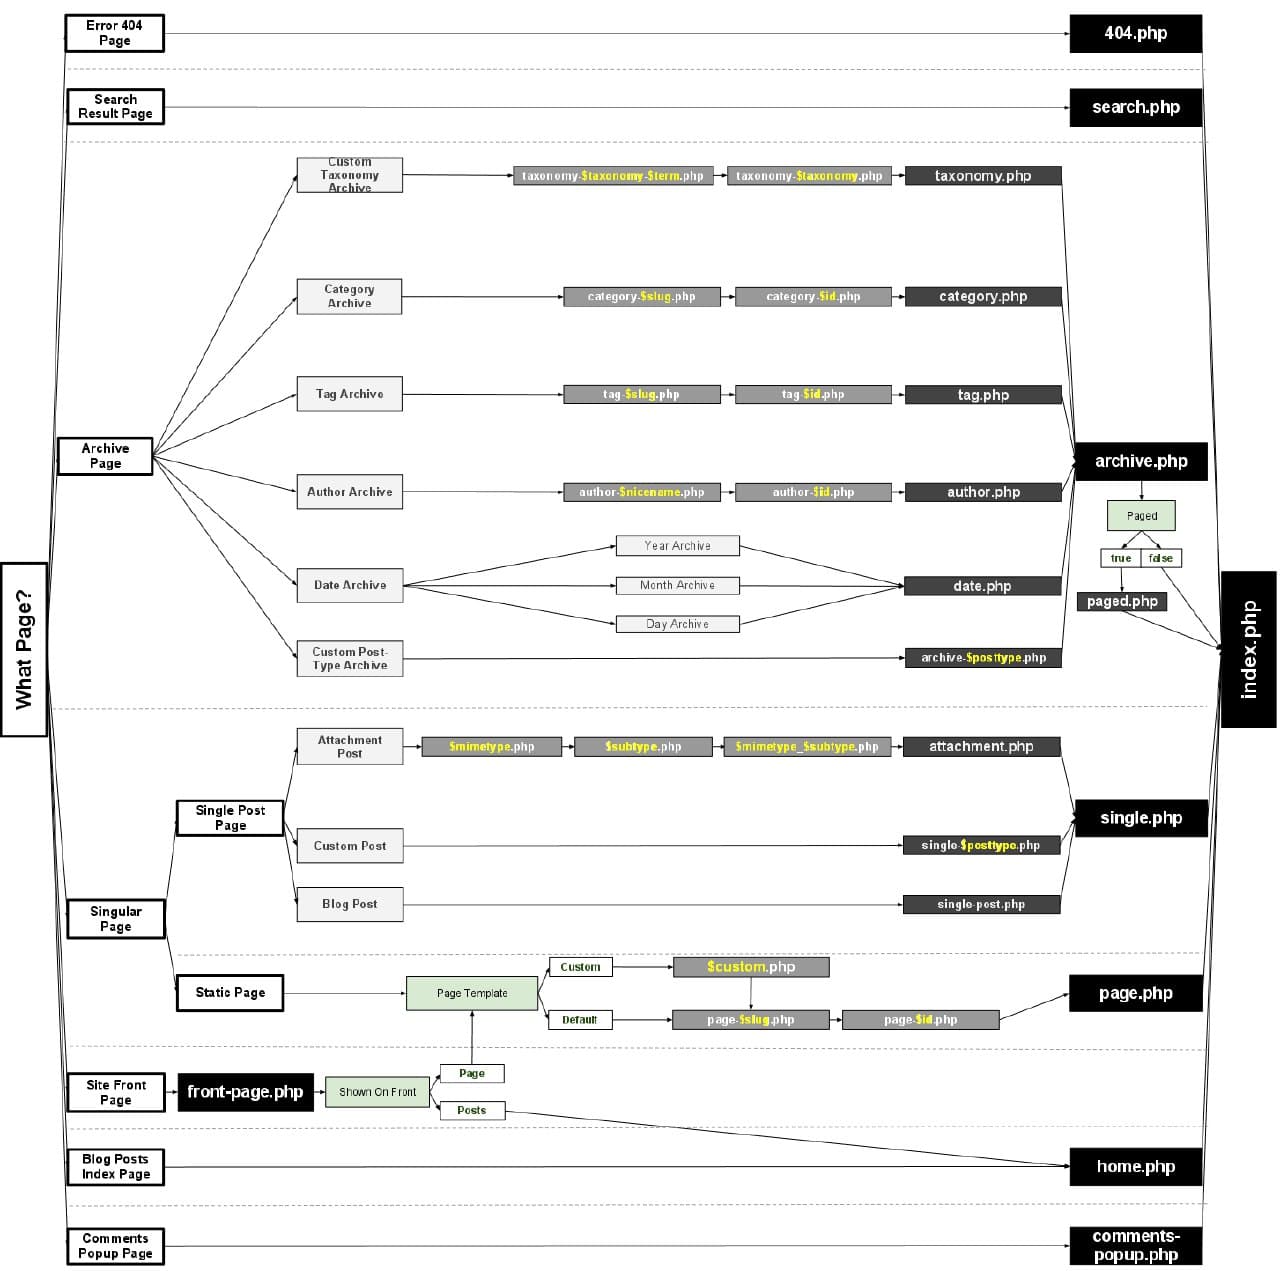 Error 404
Page
404.php
Search
Result Page
search.php
Custom
Taxonomy
Archive
taxonomy-$taxonomy-$term.php
taxonomy-$taxonomy.php
taxonomy.php
Category
Archive
category-$slug.php
category-$id.php
category.php
Tag Archive
tag-$slug.php
tag-$id.php
tag.php
Archive
Page
archive.php
Author Archive
author-$nicename.php
author-$id.php
author.php
Paged
true
false
paged.php
Year Archive
Date Archive
Month Archive
date.php
Day Archive
What Page?
index.php
Custom Post-
Type Archive
archive-$posttype.php
Attachment
Post
$mimetype.php
$subtype.php
$mimetype_$subtype.php
attachment.php
Single Post
Page
single.php
Custom Post
single-$posttype.php
Blog Post
single-post.php
Singular
Page
Custom
$custom.php
Static Page
Page Template
page.php
Default
page-$slug.php
page-$id.php
Site Front
Page
front-page.php
Shown On Front
Page
Posts
Blog Posts
Index Page
home.php
Comments
Popup Page
comments-
popup.php